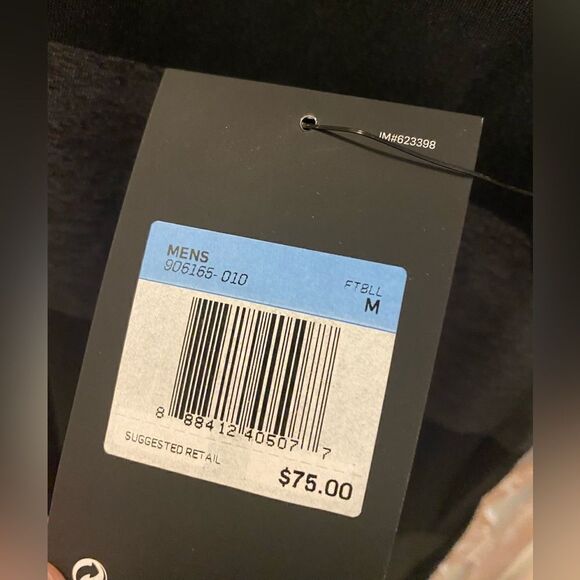 IM#623398
MENS
906165-010
FTBLL
M
8 88412 40507 7
SUGGESTED RETAIL
$75.00